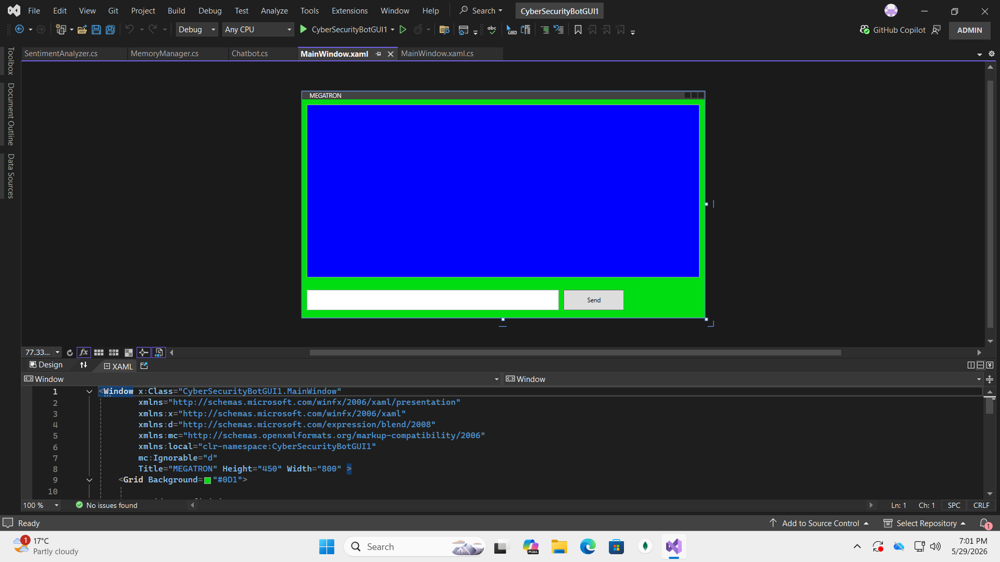 File Edit View Git Project Build Debug Test Analyze Tools Extensions Window Help Search CyberSecurityBotGUI1
Debug Any CPU CyberSecurityBotGUI1 abc GitHub Copilot ADMIN
SentimentAnalyzer.cs MemoryManager.cs Chatbot.cs MainWindow.xaml MainWindow.xaml.cs
Toolbox
Document Outline
Data Sources
MEGATRON
Send
77.33... fx
Design XAML
Window Window
1 <Window x:Class="CyberSecurityBotGUI1.MainWindow"
2 xmlns="http://schemas.microsoft.com/winfx/2006/xaml/presentation"
3 xmlns:x="http://schemas.microsoft.com/winfx/2006/xaml"
4 xmlns:d="http://schemas.microsoft.com/expression/blend/2008"
5 xmlns:mc="http://schemas.openxmlformats.org/markup-compatibility/2006"
6 xmlns:local="clr-namespace:CyberSecurityBotGUI1"
7 mc:Ignorable="d"
8 Title="MEGATRON" Height="450" Width="800" >
9 <Grid Background="#0D1">
10
100 % No issues found Ln: 1 Ch: 1 SPC CRLF
Ready Add to Source Control Select Repository 1
1 17°C
Partly cloudy
Search
M365
7:01 PM
5/29/2026